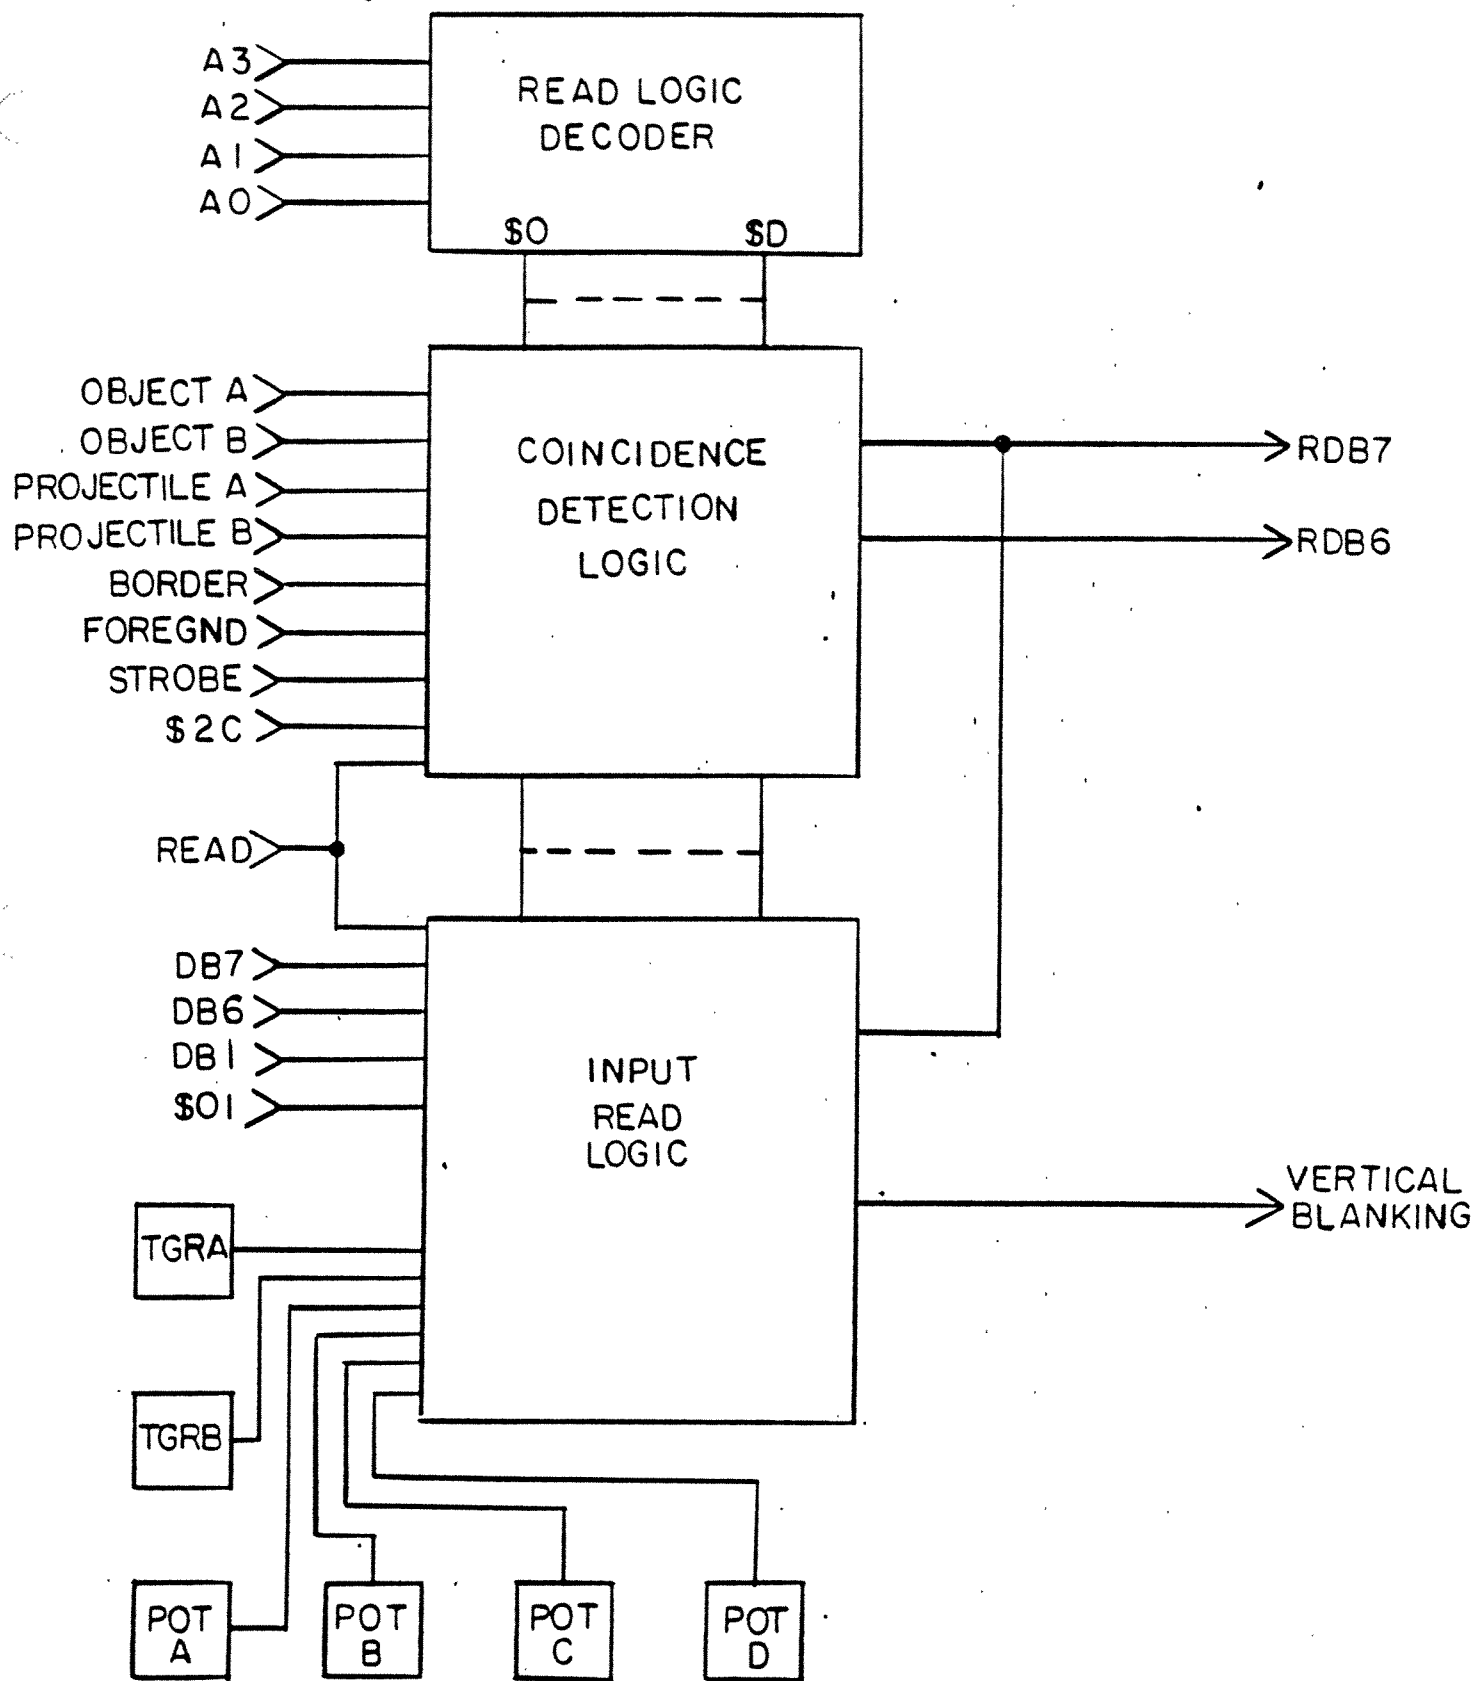 A3
A2
A1
A0
READ LOGIC
DECODER
$0
$D
OBJECT A
OBJECT B
PROJECTILE A
PROJECTILE B
BORDER
FOREGND
STROBE
$2C
COINCIDENCE
DETECTION
LOGIC
RDB7
RDB6
READ
DB7
DB6
DB1
$01
INPUT
READ
LOGIC
VERTICAL
BLANKING
TGRA
TGRB
POT
A
POT
B
POT
C
POT
D